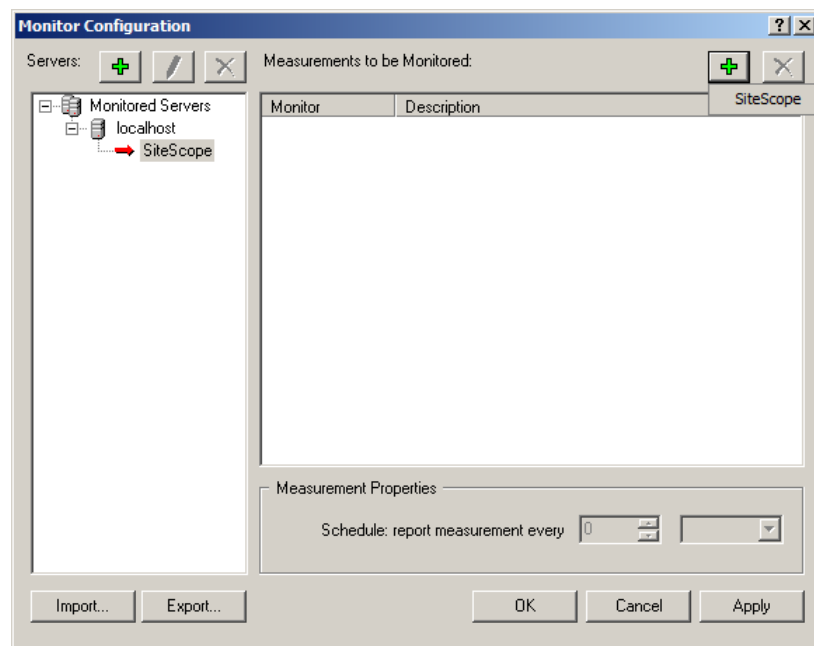 Monitor Configuration
Servers:
Measurements to be Monitored:
SiteScope
Monitored Servers
localhost
SiteScope
Monitor Description
Measurement Properties
Schedule: report measurement every 0
Import... Export... OK Cancel Apply